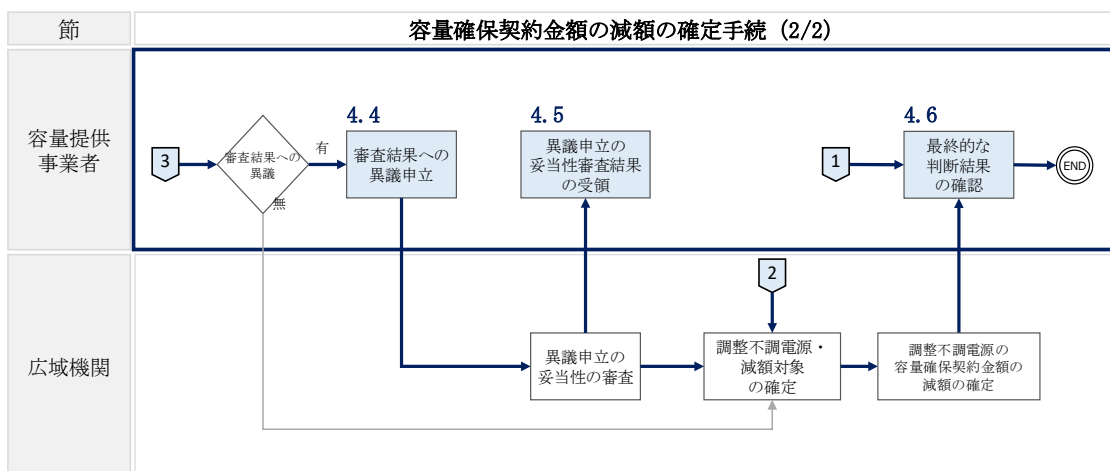 節
容量確保契約金額の減額の確定手続 (2/2)
容量提供
事業者
3
審査結果への
異議
有
無
4.4
審査結果への
異議申立
4.5
異議申立の
妥当性審査結果
の受領
1
4.6
最終的な
判断結果
の確認
END
広域機関
異議申立の
妥当性の審査
2
調整不調電源・
減額対象
の確定
調整不調電源の
容量確保契約金額の
減額の確定